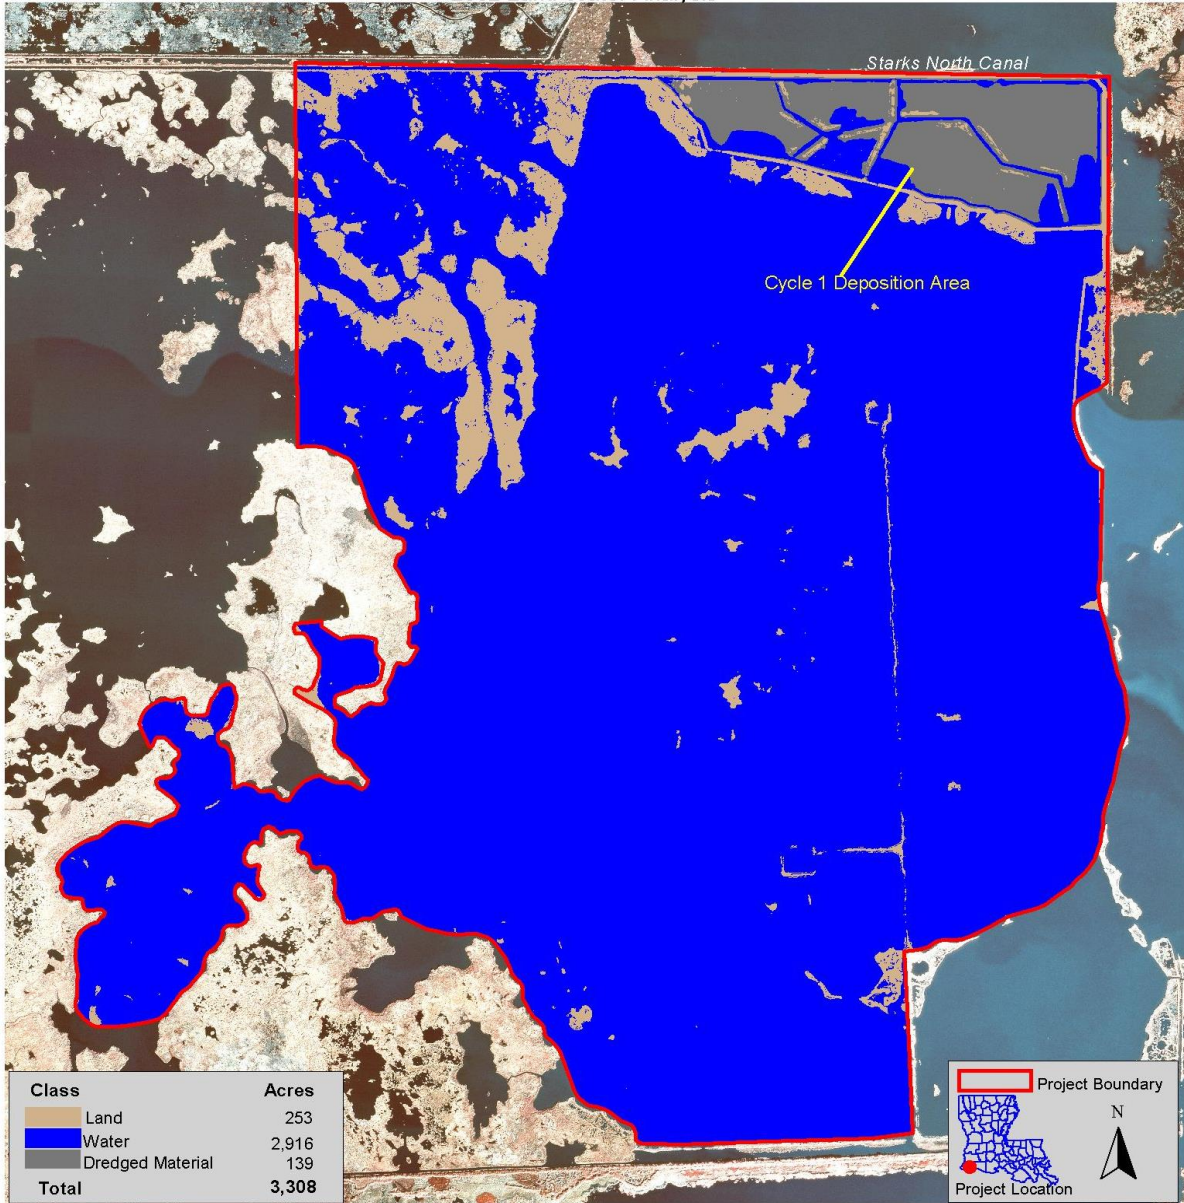 Starks North Canal
Cycle 1 Deposition Area
Class Acres
Land 253
Water 2,916
Dredged Material 139
Total 3,308
Project Boundary
N
Project Location